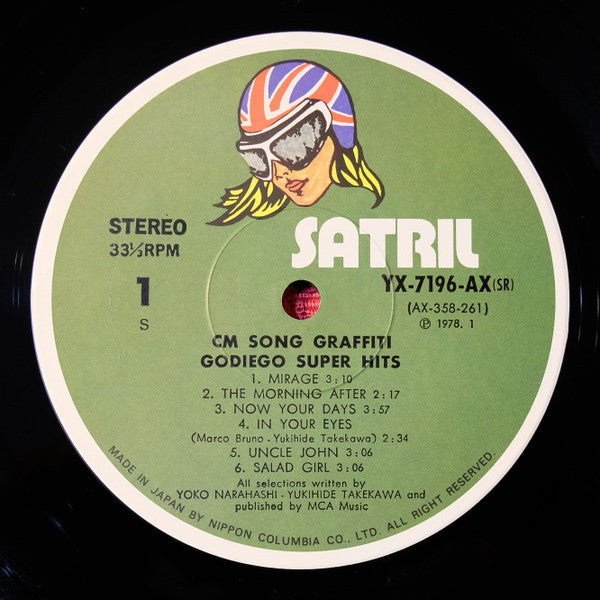 SATRIL
STEREO
33⅓RPM
1
S
YX-7196-AX(SR)
(AX-358-261)
℗ 1978. 1
CM SONG GRAFFITI
GODIEGO SUPER HITS
1. MIRAGE 3:10
2. THE MORNING AFTER 2:17
3. NOW YOUR DAYS 3:57
4. IN YOUR EYES
(Marco Bruno - Yukihide Takekawa) 2:34
5. UNCLE JOHN 3:06
6. SALAD GIRL 3:06
All selections written by
YOKO NARAHASHI - YUKIHIDE TAKEKAWA and
published by MCA Music
MADE IN JAPAN BY NIPPON COLUMBIA CO., LTD. ALL RIGHT RESERVED.